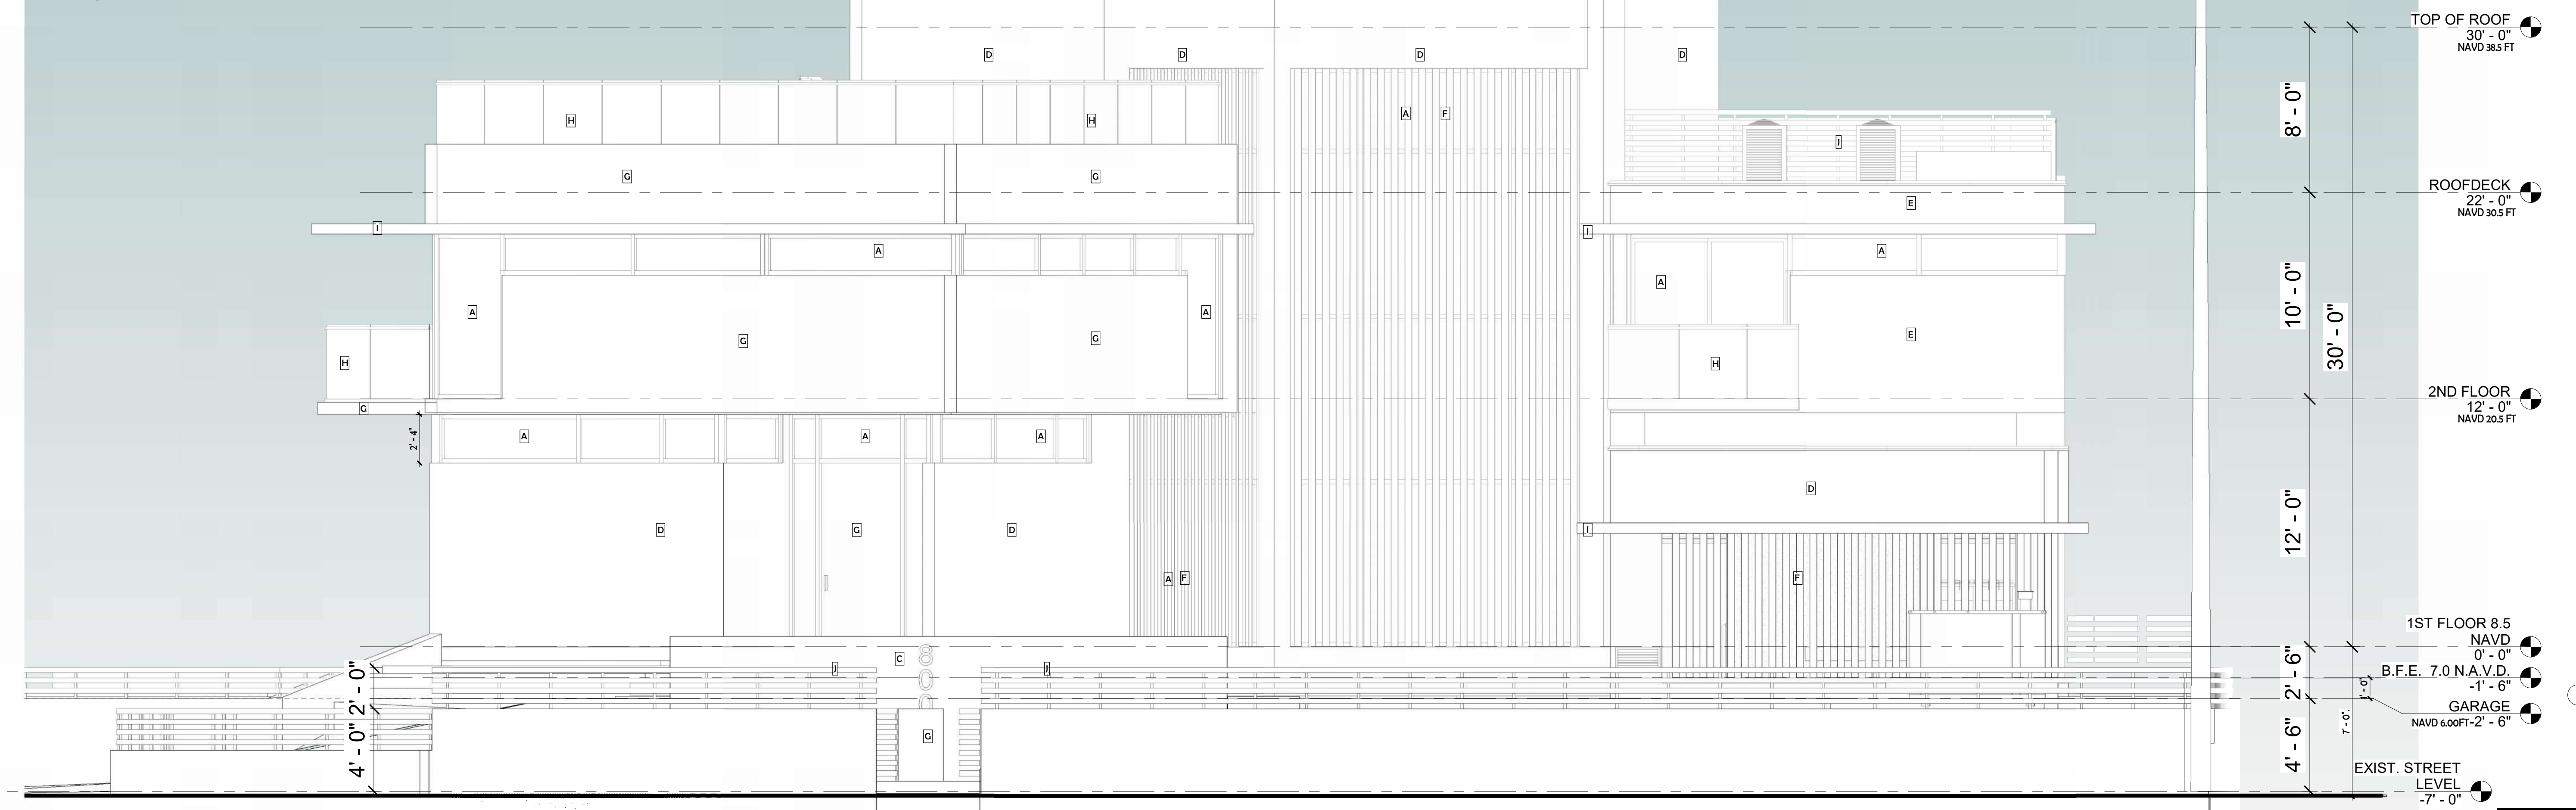 TOP OF ROOF
30' - 0"
NAVD 38.5 FT
D D D D
A F
8' - 0"
H H
J
G G
ROOFDECK
22' - 0"
NAVD 30.5 FT
E
I I
A A
A
10' - 0"
A A
30' - 0"
G G E
H H
2ND FLOOR
12' - 0"
NAVD 20.5 FT
G
2' - 4"
A A A
D
12' - 0"
D G D I
A F F
1ST FLOOR 8.5
NAVD
0' - 0"
C
8
0
0
J J
2' - 0"
2' - 6"
B.F.E. 7.0 N.A.V.D.
-1' - 6"
1' - 0"
GARAGE
NAVD 6.00FT -2' - 6"
7' - 0"
G
4' - 0"
4' - 6"
EXIST. STREET
LEVEL
-7' - 0"